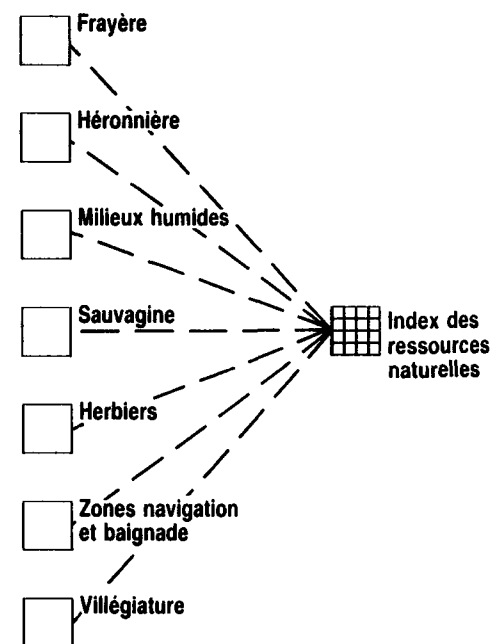 Frayère
Héronnière
Milieux humides
Sauvagine
Index des
ressources
naturelles
Herbiers
Zones navigation
et baignade
Villégiature